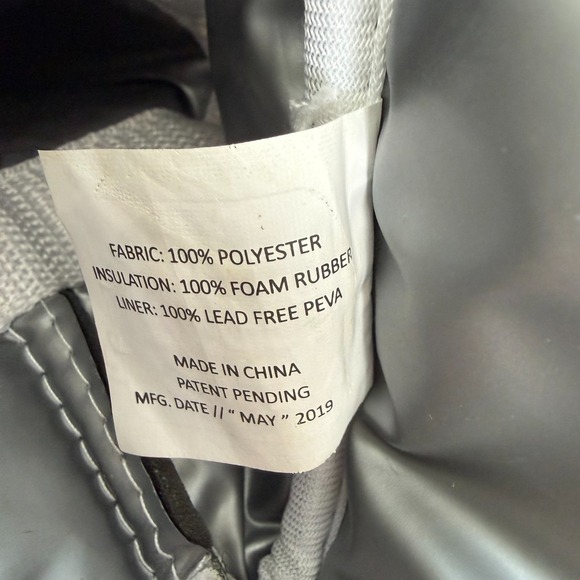 FABRIC: 100% POLYESTER
INSULATION: 100% FOAM RUBBER
LINER: 100% LEAD FREE PEVA
MADE IN CHINA
PATENT PENDING
MFG. DATE // “ MAY ” 2019